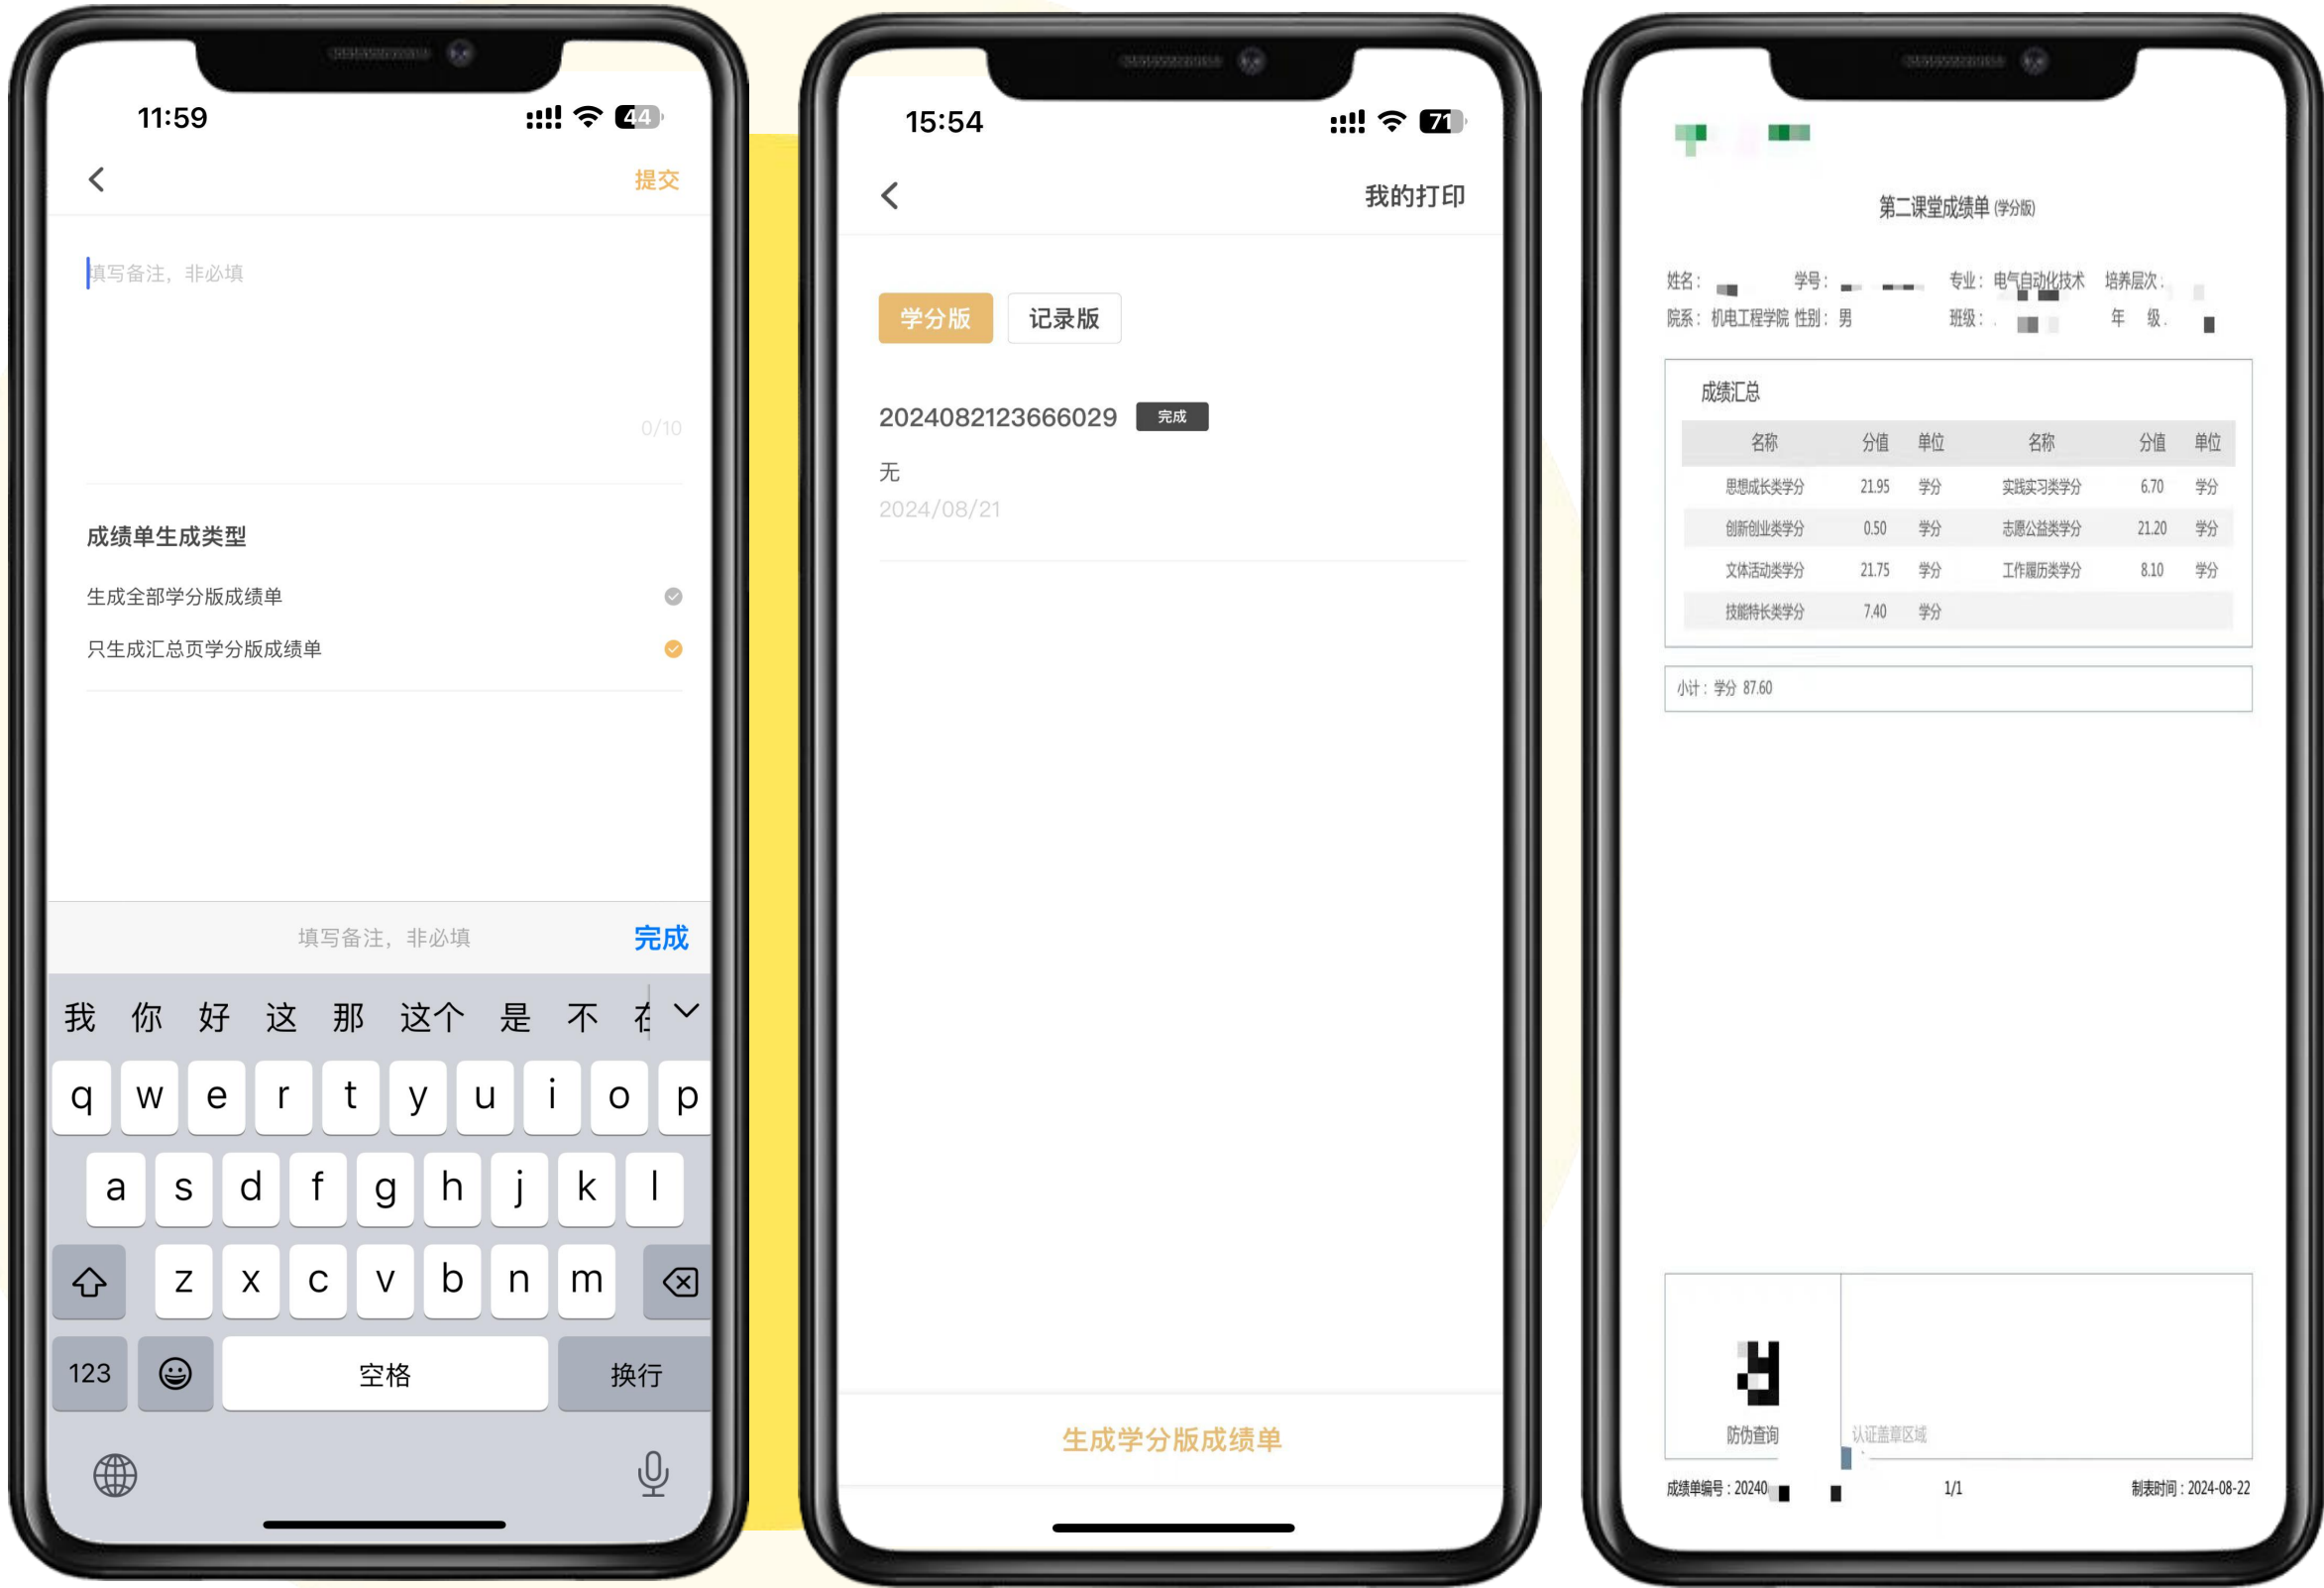 11:59
44
提交
填写备注，非必填
0/10
成绩单生成类型
生成全部学分版成绩单
只生成汇总页学分版成绩单
填写备注，非必填 完成
我 你 好 这 那 这个 是 不 在
q w e r t y u i o p
a s d f g h j k l
z x c v b n m
123 空格 换行
15:54
71
我的打印
学分版 记录版
2024082123666029 完成
无
2024/08/21
生成学分版成绩单
第二课堂成绩单 (学分版)
姓名： 学号： 专业：电气自动化技术 培养层次：
院系：机电工程学院 性别：男 班级： 年 级
成绩汇总
名称 分值 单位 名称 分值 单位
思想成长类学分 21.95 学分 实践实习类学分 6.70 学分
创新创业类学分 0.50 学分 志愿公益类学分 21.20 学分
文体活动类学分 21.75 学分 工作履历类学分 8.10 学分
技能特长类学分 7.40 学分
小计：学分 87.60
防伪查询 认证盖章区域
成绩单编号：20240 1/1 制表时间：2024-08-22